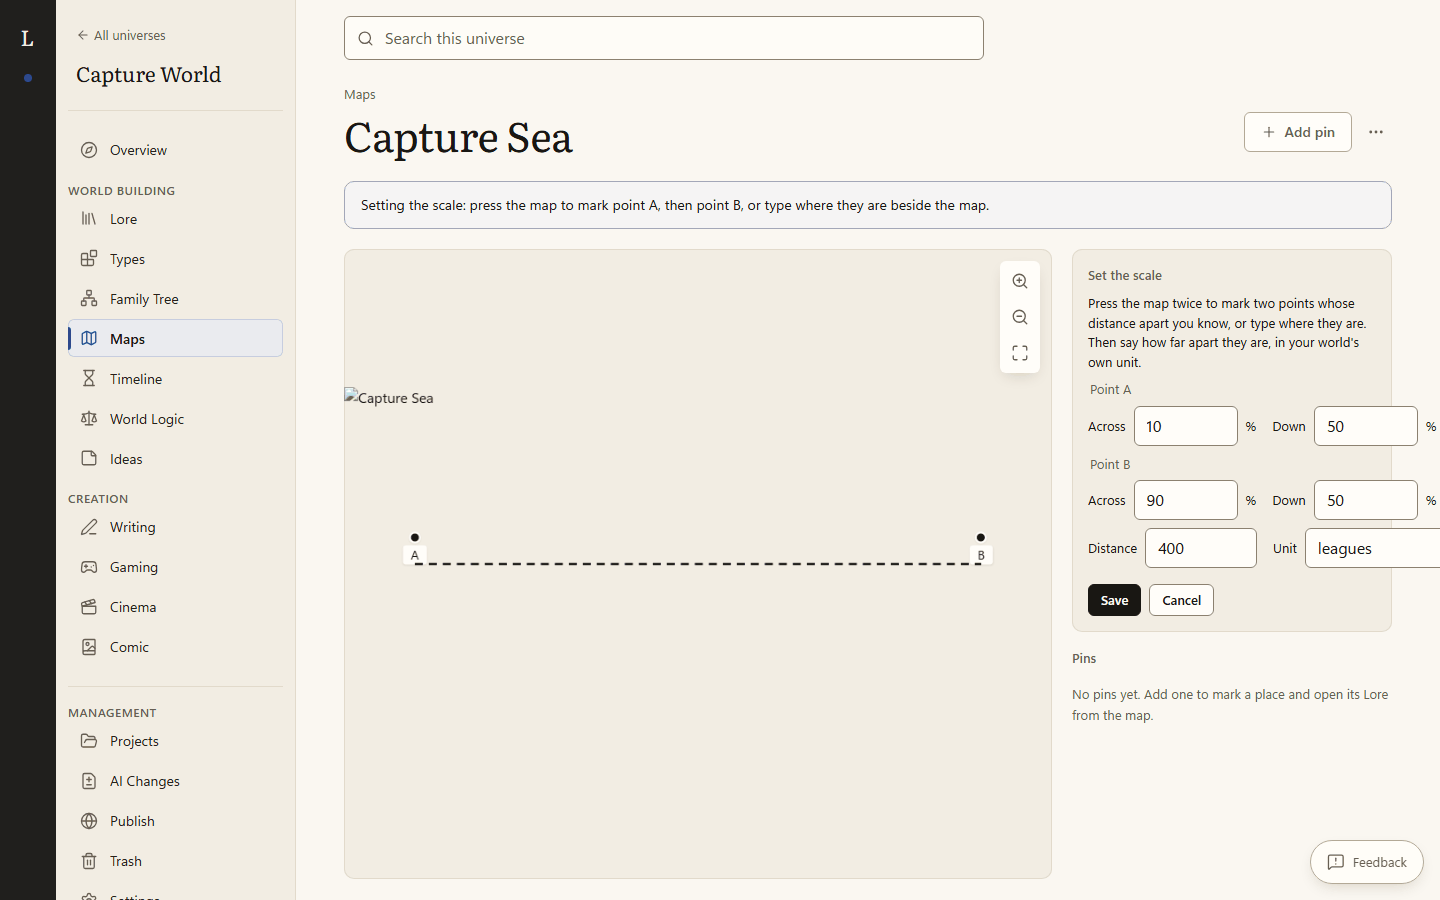 L
All universes
Capture World
Overview
WORLD BUILDING
Lore
Types
Family Tree
Maps
Timeline
World Logic
Ideas
CREATION
Writing
Gaming
Cinema
Comic
MANAGEMENT
Projects
AI Changes
Publish
Trash
Settings
Search this universe
Maps
Capture Sea
Add pin
Setting the scale: press the map to mark point A, then point B, or type where they are beside the map.
Capture Sea
A
B
Set the scale
Press the map twice to mark two points whose
distance apart you know, or type where they are.
Then say how far apart they are, in your world's
own unit.
Point A
Across 10 % Down 50 %
Point B
Across 90 % Down 50 %
Distance 400 Unit leagues
Save Cancel
Pins
No pins yet. Add one to mark a place and open its Lore
from the map.
Feedback